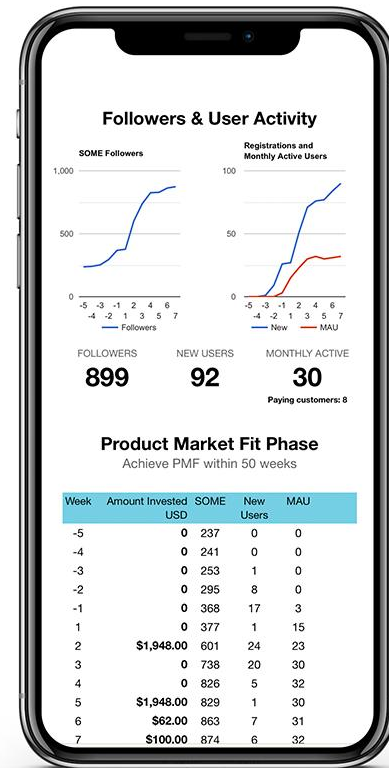 Followers & User Activity
SOME Followers
Registrations and
Monthly Active Users
1,000
500
0
-5 -3 -1 2 4 6
-4 -2 1 3 5 7
Followers
100
50
0
-5 -3 -1 2 4 6
-4 -2 1 3 5 7
New MAU
FOLLOWERS NEW USERS MONTHLY ACTIVE
899 92 30
Paying customers: 8
Product Market Fit Phase
Achieve PMF within 50 weeks
Week Amount Invested SOME New MAU
USD Users
-5 0 237 0 0
-4 0 241 0 0
-3 0 253 1 0
-2 0 295 8 0
-1 0 368 17 3
1 0 377 1 15
2 $1,948.00 601 24 23
3 0 738 20 30
4 0 826 5 32
5 $1,948.00 829 1 30
6 $62.00 863 7 31
7 $100.00 874 6 32